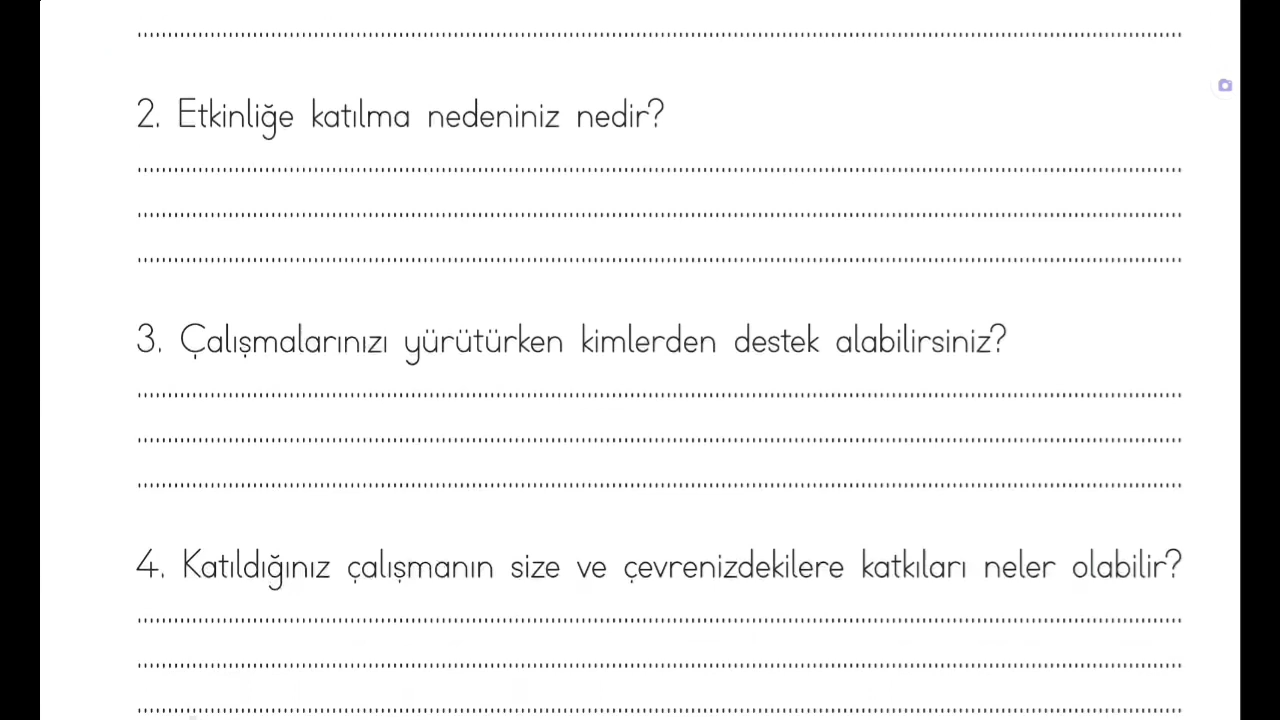 2. Etkinliğe katılma nedeniniz nedir?
3. Çalışmalarınızı yürütürken kimlerden destek alabilirsiniz?
4. Katıldığınız çalışmanın size ve çevrenizdekilere katkıları neler olabilir?